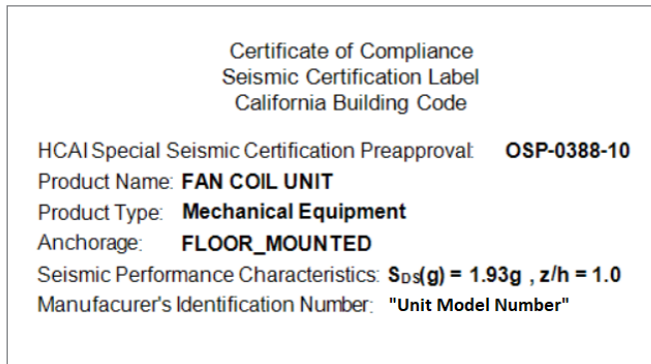 Certificate of Compliance
Seismic Certification Label
California Building Code
HCAI Special Seismic Certification Preapproval: OSP-0388-10
Product Name: FAN COIL UNIT
Product Type: Mechanical Equipment
Anchorage: FLOOR_MOUNTED
Seismic Performance Characteristics: SDS(g) = 1.93g , z/h = 1.0
Manufacurer's Identification Number: "Unit Model Number"